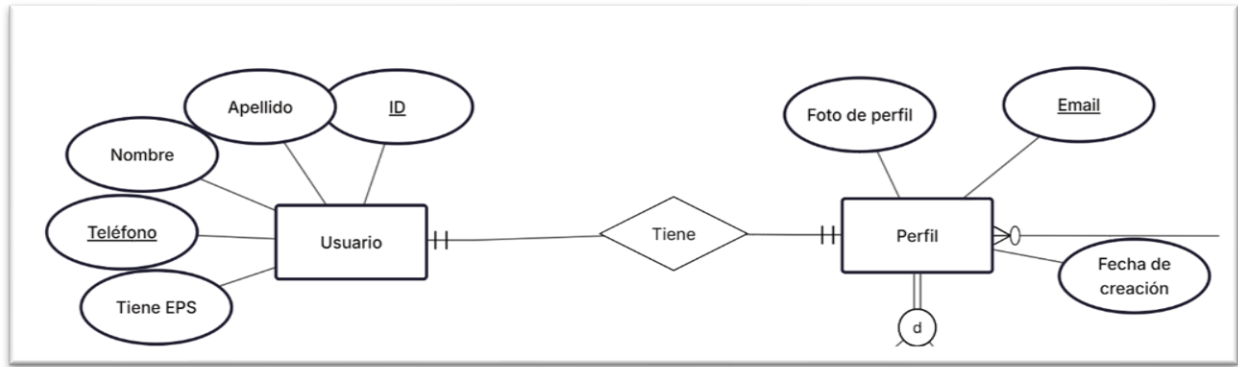 Apellido
ID
Nombre
Teléfono
Tiene EPS
Usuario
Tiene
Foto de perfil
Email
Perfil
Fecha de
creación
d